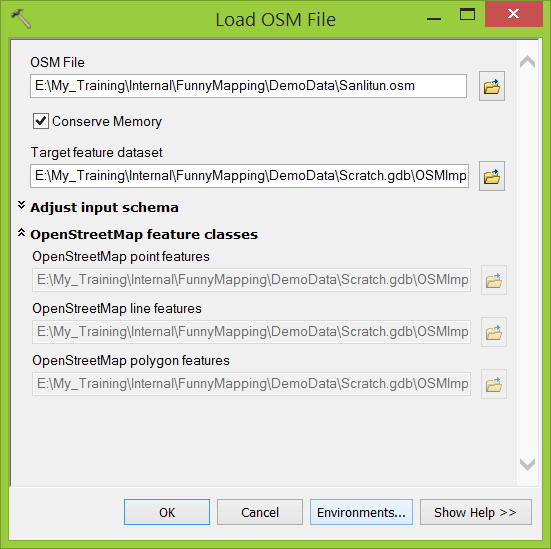 Load OSM File
OSM File
E:\My_Training\Internal\FunnyMapping\DemoData\Sanlitun.osm
Conserve Memory
Target feature dataset
E:\My_Training\Internal\FunnyMapping\DemoData\Scratch.gdb\OSMImp
Adjust input schema
OpenStreetMap feature classes
OpenStreetMap point features
E:\My_Training\Internal\FunnyMapping\DemoData\Scratch.gdb\OSMImp
OpenStreetMap line features
E:\My_Training\Internal\FunnyMapping\DemoData\Scratch.gdb\OSMImp
OpenStreetMap polygon features
E:\My_Training\Internal\FunnyMapping\DemoData\Scratch.gdb\OSMImp
OK Cancel Environments... Show Help >>